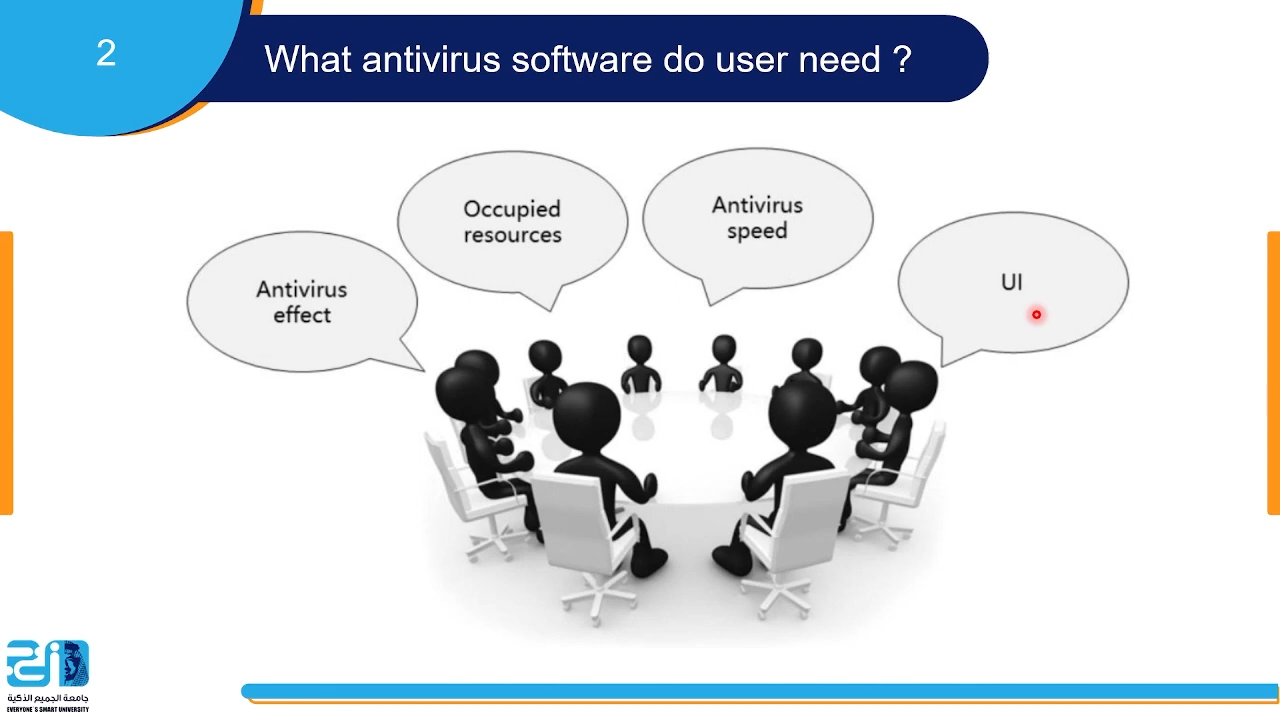 2
What antivirus software do user need ?
Occupied
resources
Antivirus
speed
Antivirus
effect
UI
جامعة الجميع الذكية
EVERYONE'S SMART UNIVERSITY